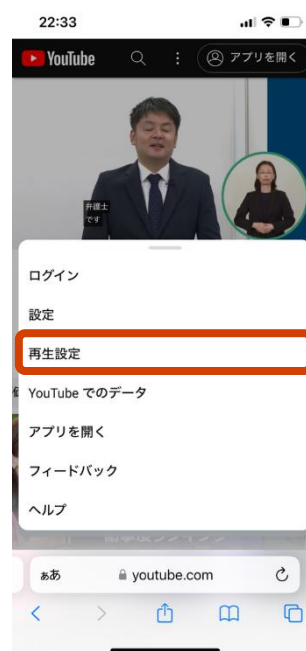 22:33
YouTube
アプリを開く
弁護士
です
ログイン
設定
再生設定
YouTube でのデータ
アプリを開く
フィードバック
ヘルプ
ぁあ
youtube.com